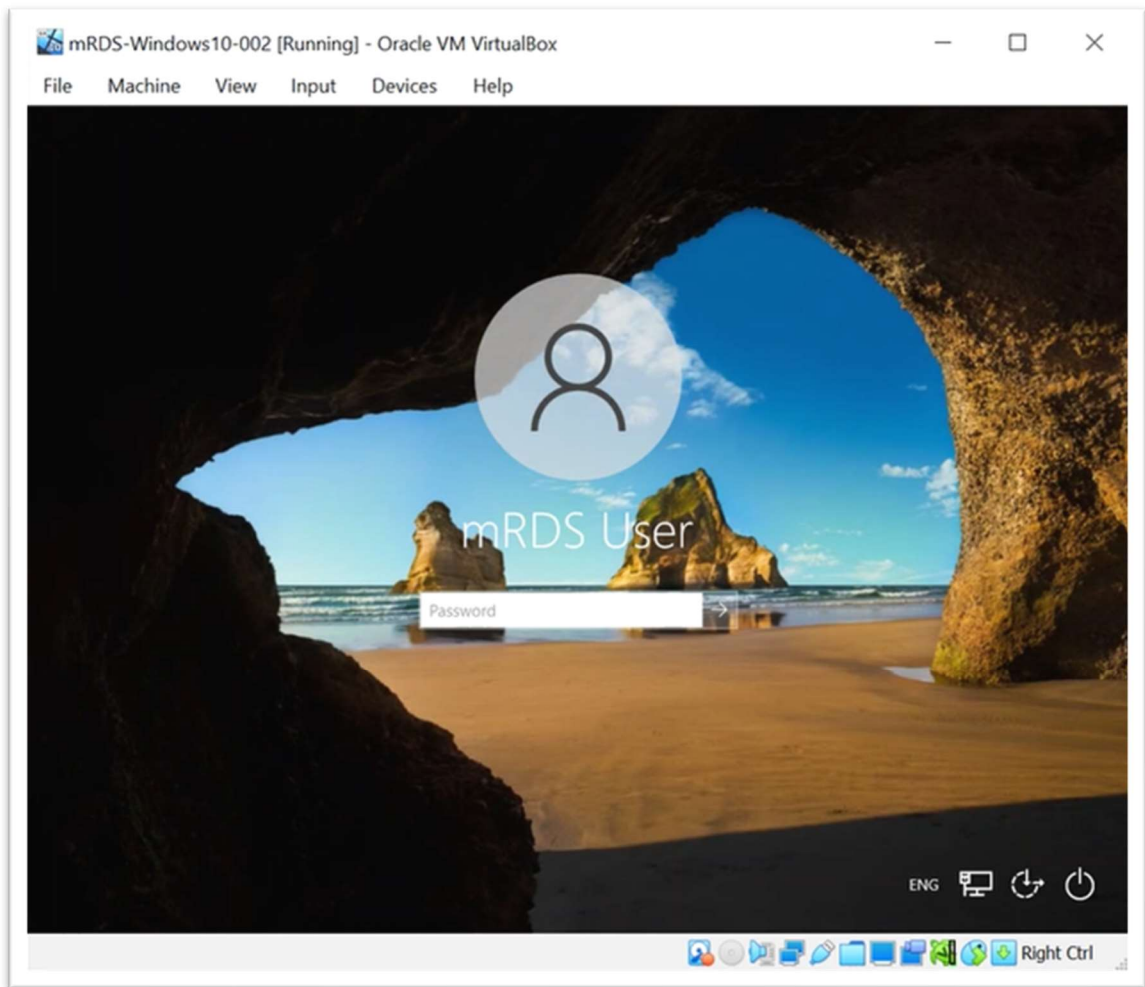 mRDS-Windows10-002 [Running] - Oracle VM VirtualBox
File Machine View Input Devices Help
mRDS User
Password
ENG
Right Ctrl